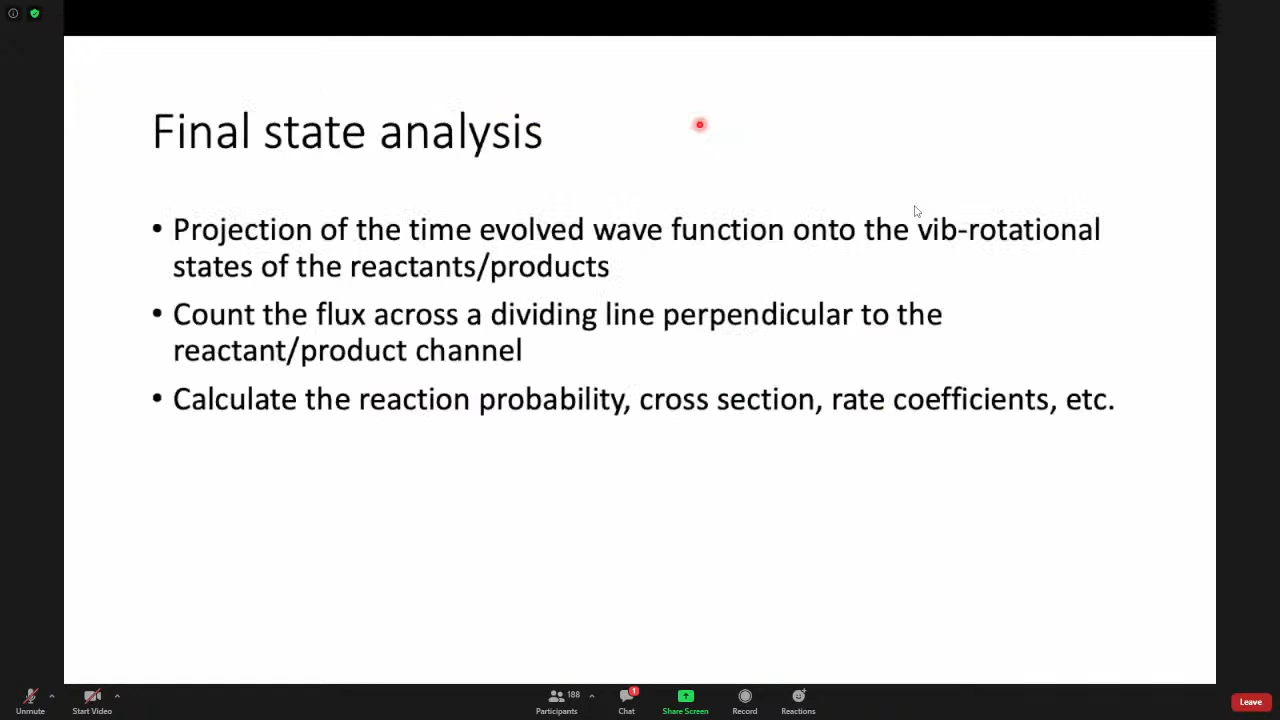 Final state analysis
• Projection of the time evolved wave function onto the vib-rotational
states of the reactants/products
• Count the flux across a dividing line perpendicular to the
reactant/product channel
• Calculate the reaction probability, cross section, rate coefficients, etc.
Unmute
Start Video
188
Participants
1
Chat
Share Screen
Record
Reactions
Leave